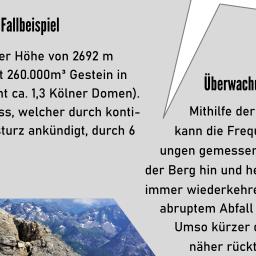 Fallbeispiel
er Höhe von 2692 m
t 260.000m³ Gestein in
nt ca. 1,3 Kölner Domen).
ss, welcher durch konti-
sturz ankündigt, durch 6
Überwachu
Mithilfe der
kann die Frequ
ungen gemessen
der Berg hin und he
immer wiederkehre
abruptem Abfall
Umso kürzer d
näher rückt